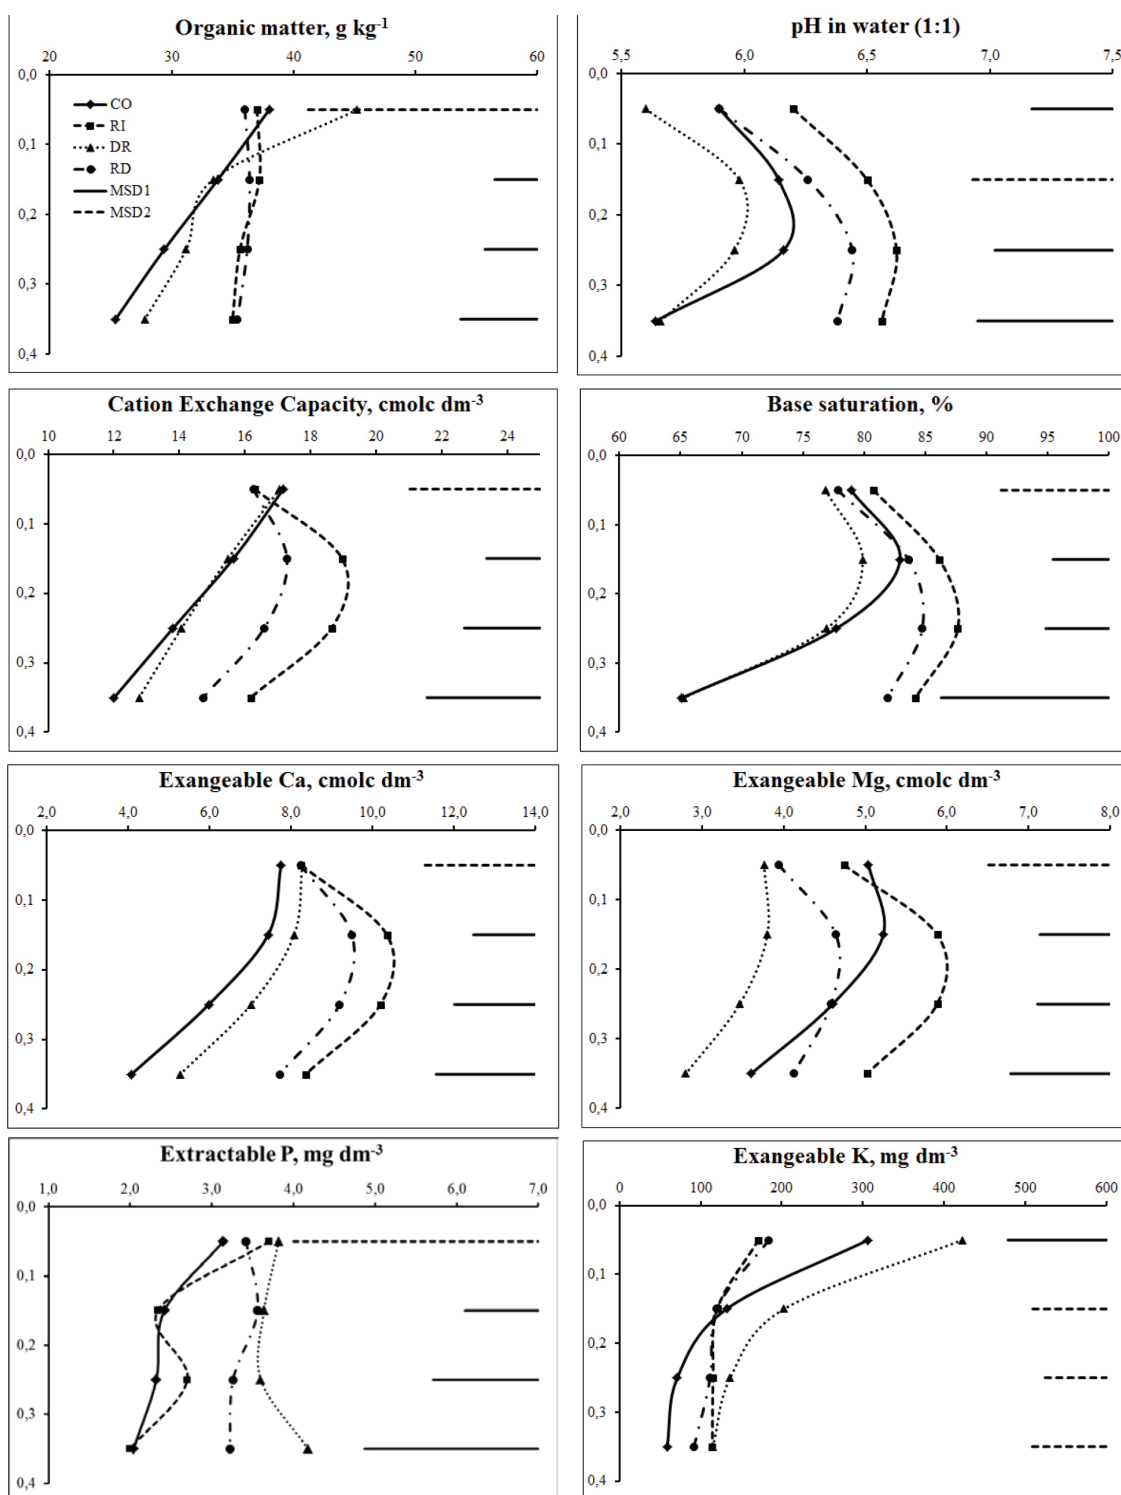 Organic matter, g kg-1
20 30 40 50 60
0,0
0,1
0,2
0,3
0,4
CO
RI
DR
RD
MSD1
MSD2
pH in water (1:1)
5,5 6,0 6,5 7,0 7,5
0,0
0,1
0,2
0,3
0,4
Cation Exchange Capacity, cmolc dm-3
10 12 14 16 18 20 22 24
0,0
0,1
0,2
0,3
0,4
Base saturation, %
60 65 70 75 80 85 90 95 100
0,0
0,1
0,2
0,3
0,4
Exangeable Ca, cmolc dm-3
2,0 4,0 6,0 8,0 10,0 12,0 14,0
0,0
0,1
0,2
0,3
0,4
Exangeable Mg, cmolc dm-3
2,0 3,0 4,0 5,0 6,0 7,0 8,0
0,0
0,1
0,2
0,3
0,4
Extractable P, mg dm-3
1,0 2,0 3,0 4,0 5,0 6,0 7,0
0,0
0,1
0,2
0,3
0,4
Exangeable K, mg dm-3
0 100 200 300 400 500 600
0,0
0,1
0,2
0,3
0,4